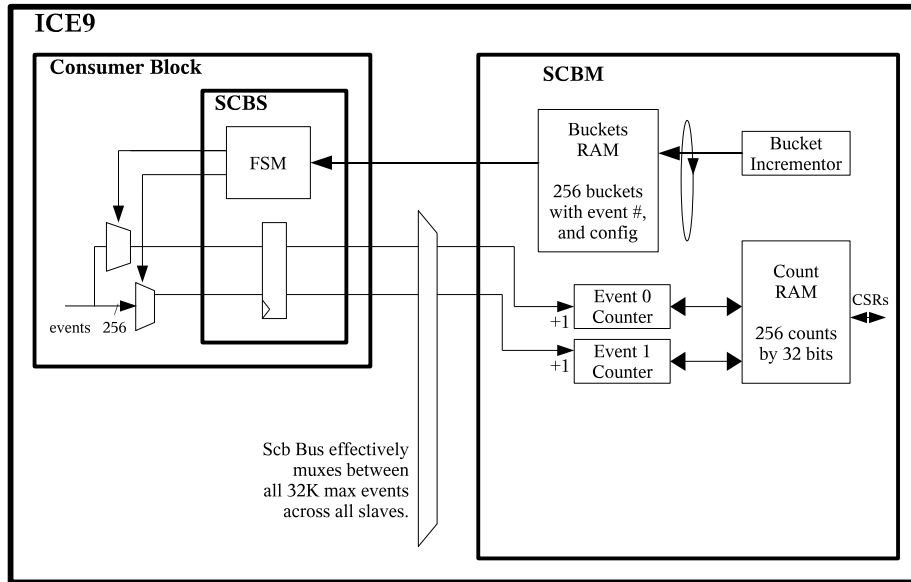 ICE9
Consumer Block
SCBS
FSM
events 256
SCBM
Buckets
RAM
256 buckets
with event #,
and config
Bucket
Incrementor
Event 0
Counter
+1
Event 1
Counter
+1
Count
RAM
256 counts
by 32 bits
CSRs
Scb Bus effectively
muxes between
all 32K max events
across all slaves.